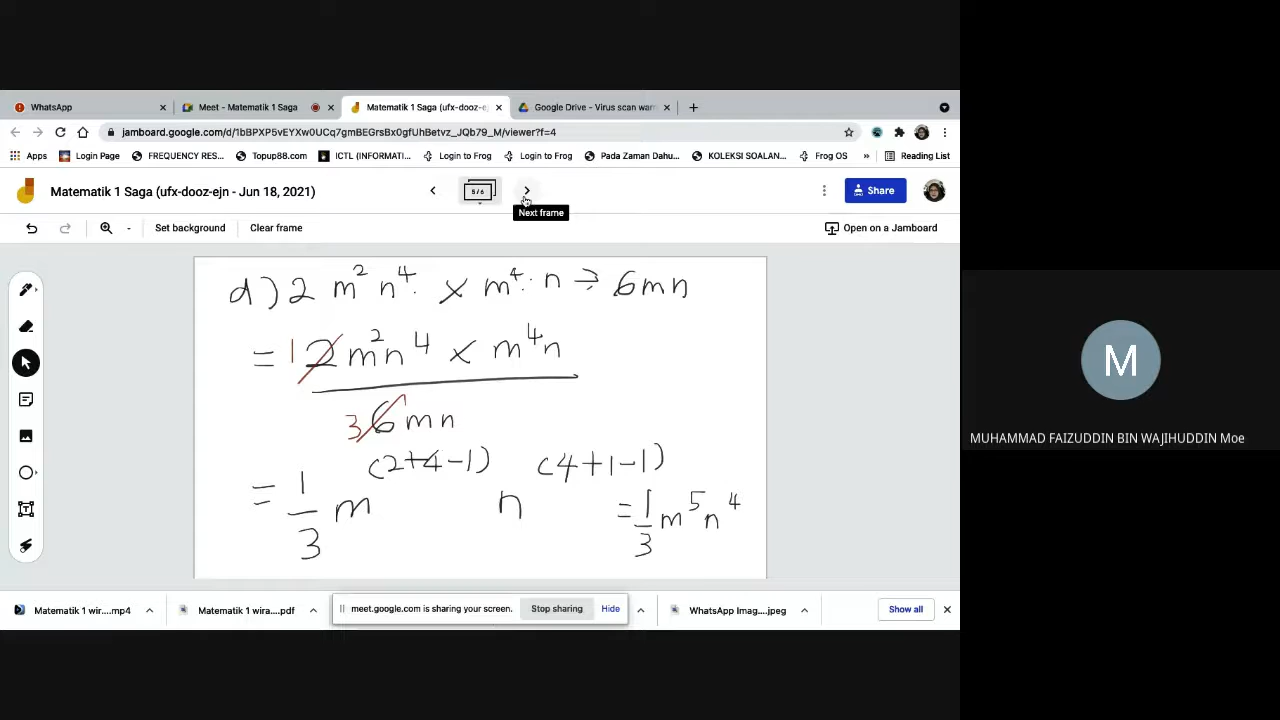 WhatsApp
Meet - Matematik 1 Saga
Matematik 1 Saga (ufx-dooz-ej
Google Drive - Virus scan warn
jamboard.google.com/d/1bBPXP5vEYXw0UCq7gmBEGrsBx0gfUhBetvz_JQb79_M/viewer?f=4
Apps Login Page FREQUENCY RES... Topup88.com ICTL (INFORMATI... Login to Frog Login to Frog Pada Zaman Dahu... KOLEKSI SOALAN... Frog OS » Reading List
Matematik 1 Saga (ufx-dooz-ejn - Jun 18, 2021)
5/6
Share
Next frame
Set background Clear frame
Open on a Jamboard
d) 2 m² n⁴ × m⁴ · n ÷ 6mn
= 1 2 m² n⁴ × m⁴ n
3 6 1 m n
= 1/3 m ⁽²⁺⁴⁻¹⁾ n ⁽⁴⁺¹⁻¹⁾ = 1/3 m⁵ n⁴
M
MUHAMMAD FAIZUDDIN BIN WAJIHUDDIN Moe
Matematik 1 wir....mp4 Matematik 1 wira....pdf meet.google.com is sharing your screen. Stop sharing Hide WhatsApp Imag....jpeg Show all